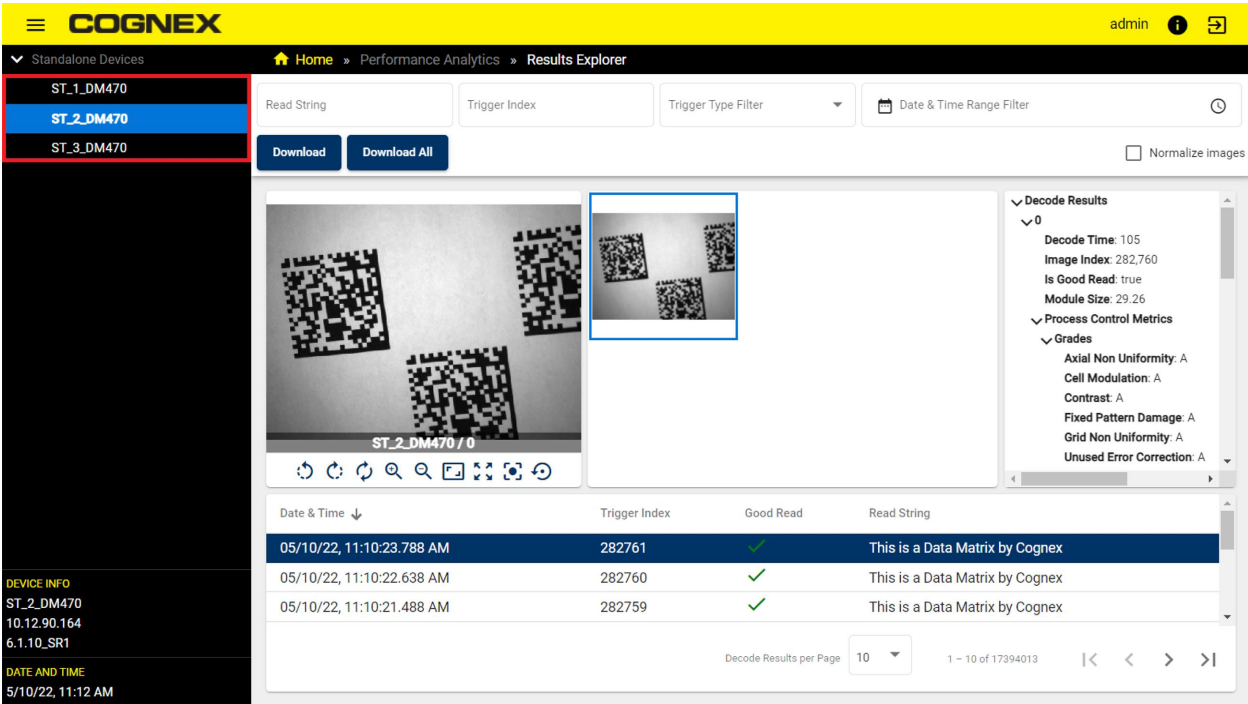 COGNEX
admin
Standalone Devices
Home » Performance Analytics » Results Explorer
ST_1_DM470
ST_2_DM470
ST_3_DM470
Read String
Trigger Index
Trigger Type Filter
Date & Time Range Filter
Download
Download All
Normalize images
ST_2_DM470 / 0
Decode Results
0
Decode Time: 105
Image Index: 282,760
Is Good Read: true
Module Size: 29.26
Process Control Metrics
Grades
Axial Non Uniformity: A
Cell Modulation: A
Contrast: A
Fixed Pattern Damage: A
Grid Non Uniformity: A
Unused Error Correction: A
Date & Time Trigger Index Good Read Read String
05/10/22, 11:10:23.788 AM 282761 This is a Data Matrix by Cognex
05/10/22, 11:10:22.638 AM 282760 This is a Data Matrix by Cognex
05/10/22, 11:10:21.488 AM 282759 This is a Data Matrix by Cognex
Decode Results per Page 10 1 – 10 of 17394013
DEVICE INFO
ST_2_DM470
10.12.90.164
6.1.10_SR1
DATE AND TIME
5/10/22, 11:12 AM